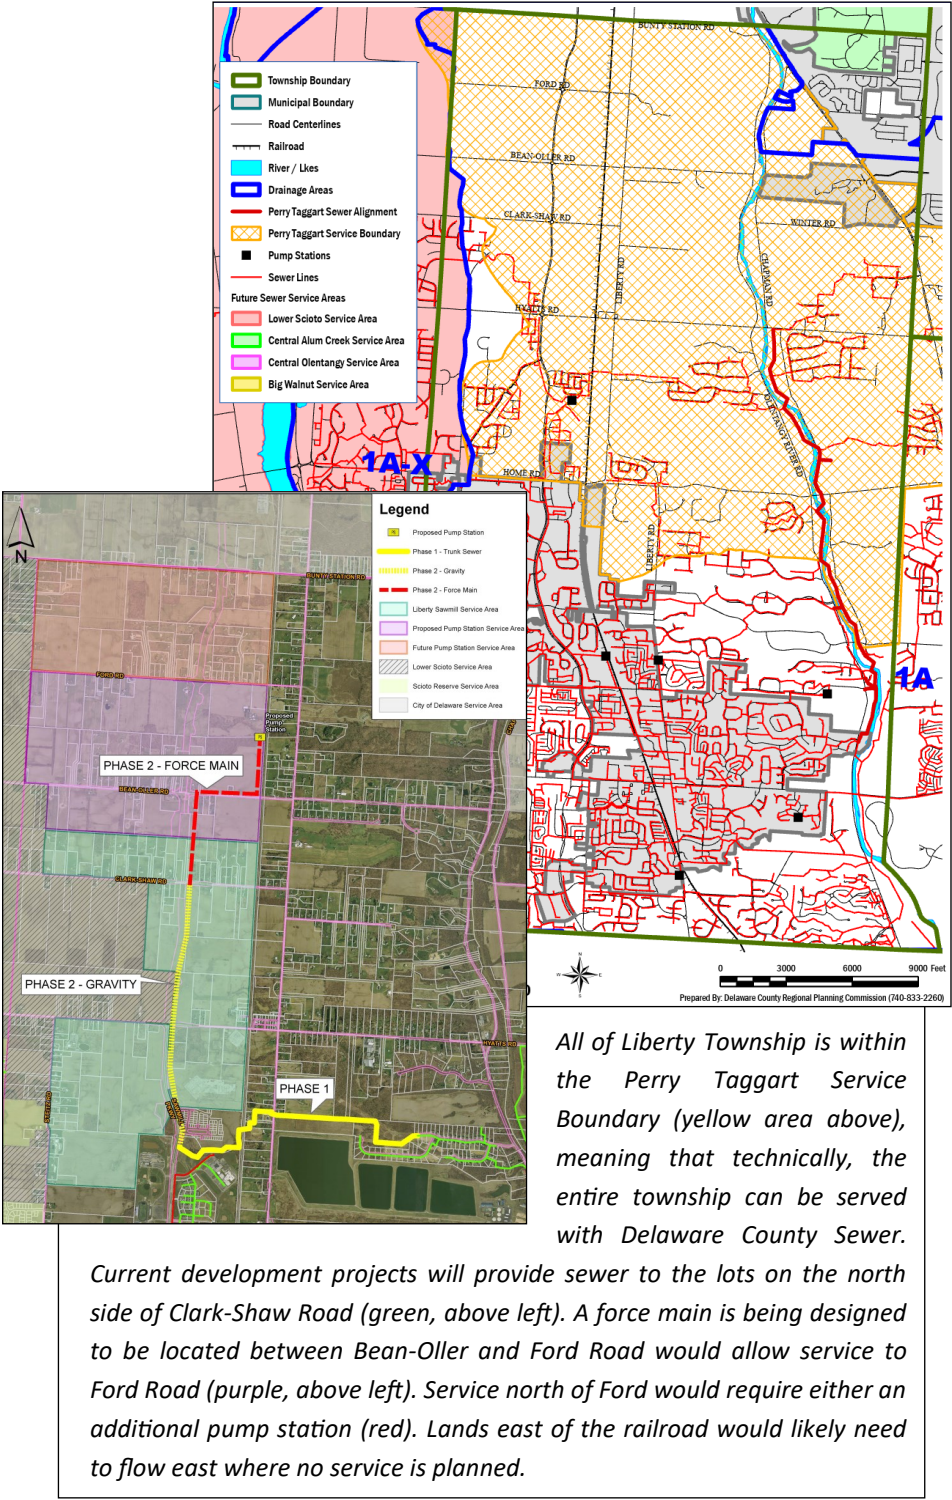 BUNTY STATION RD
FORD RD
BEAN-OLLER RD
CLARK-SHAW RD
WINTER RD
CHAPMAN RD
LIBERTY RD
HYATTS RD
OLENTANGY RIVER RD
1A-X
HOME RD
LIBERTY RD
1A
Township Boundary
Municipal Boundary
Road Centerlines
Railroad
River / Lkes
Drainage Areas
Perry Taggart Sewer Alignment
Perry Taggart Service Boundary
Pump Stations
Sewer Lines
Future Sewer Service Areas
Lower Scioto Service Area
Central Alum Creek Service Area
Central Olentangy Service Area
Big Walnut Service Area
N
W E
S
0 3000 6000 9000 Feet
Prepared By: Delaware County Regional Planning Commission (740-833-2260)
N
Legend
Proposed Pump Station
Phase 1 - Trunk Sewer
Phase 2 - Gravity
Phase 2 - Force Main
Liberty Sawmill Service Area
Proposed Pump Station Service Area
Future Pump Station Service Area
Lower Scioto Service Area
Scioto Reserve Service Area
City of Delaware Service Area
BUNTY STATION RD
FORD RD
Proposed
Pump
Station
PHASE 2 - FORCE MAIN
BEAN-OLLER RD
CLARK-SHAW RD
PHASE 2 - GRAVITY
HYATTS RD
PHASE 1
STEITZ RD
All of Liberty Township is within
the Perry Taggart Service
Boundary (yellow area above),
meaning that technically, the
entire township can be served
with Delaware County Sewer.
Current development projects will provide sewer to the lots on the north
side of Clark-Shaw Road (green, above left). A force main is being designed
to be located between Bean-Oller and Ford Road would allow service to
Ford Road (purple, above left). Service north of Ford would require either an
additional pump station (red). Lands east of the railroad would likely need
to flow east where no service is planned.